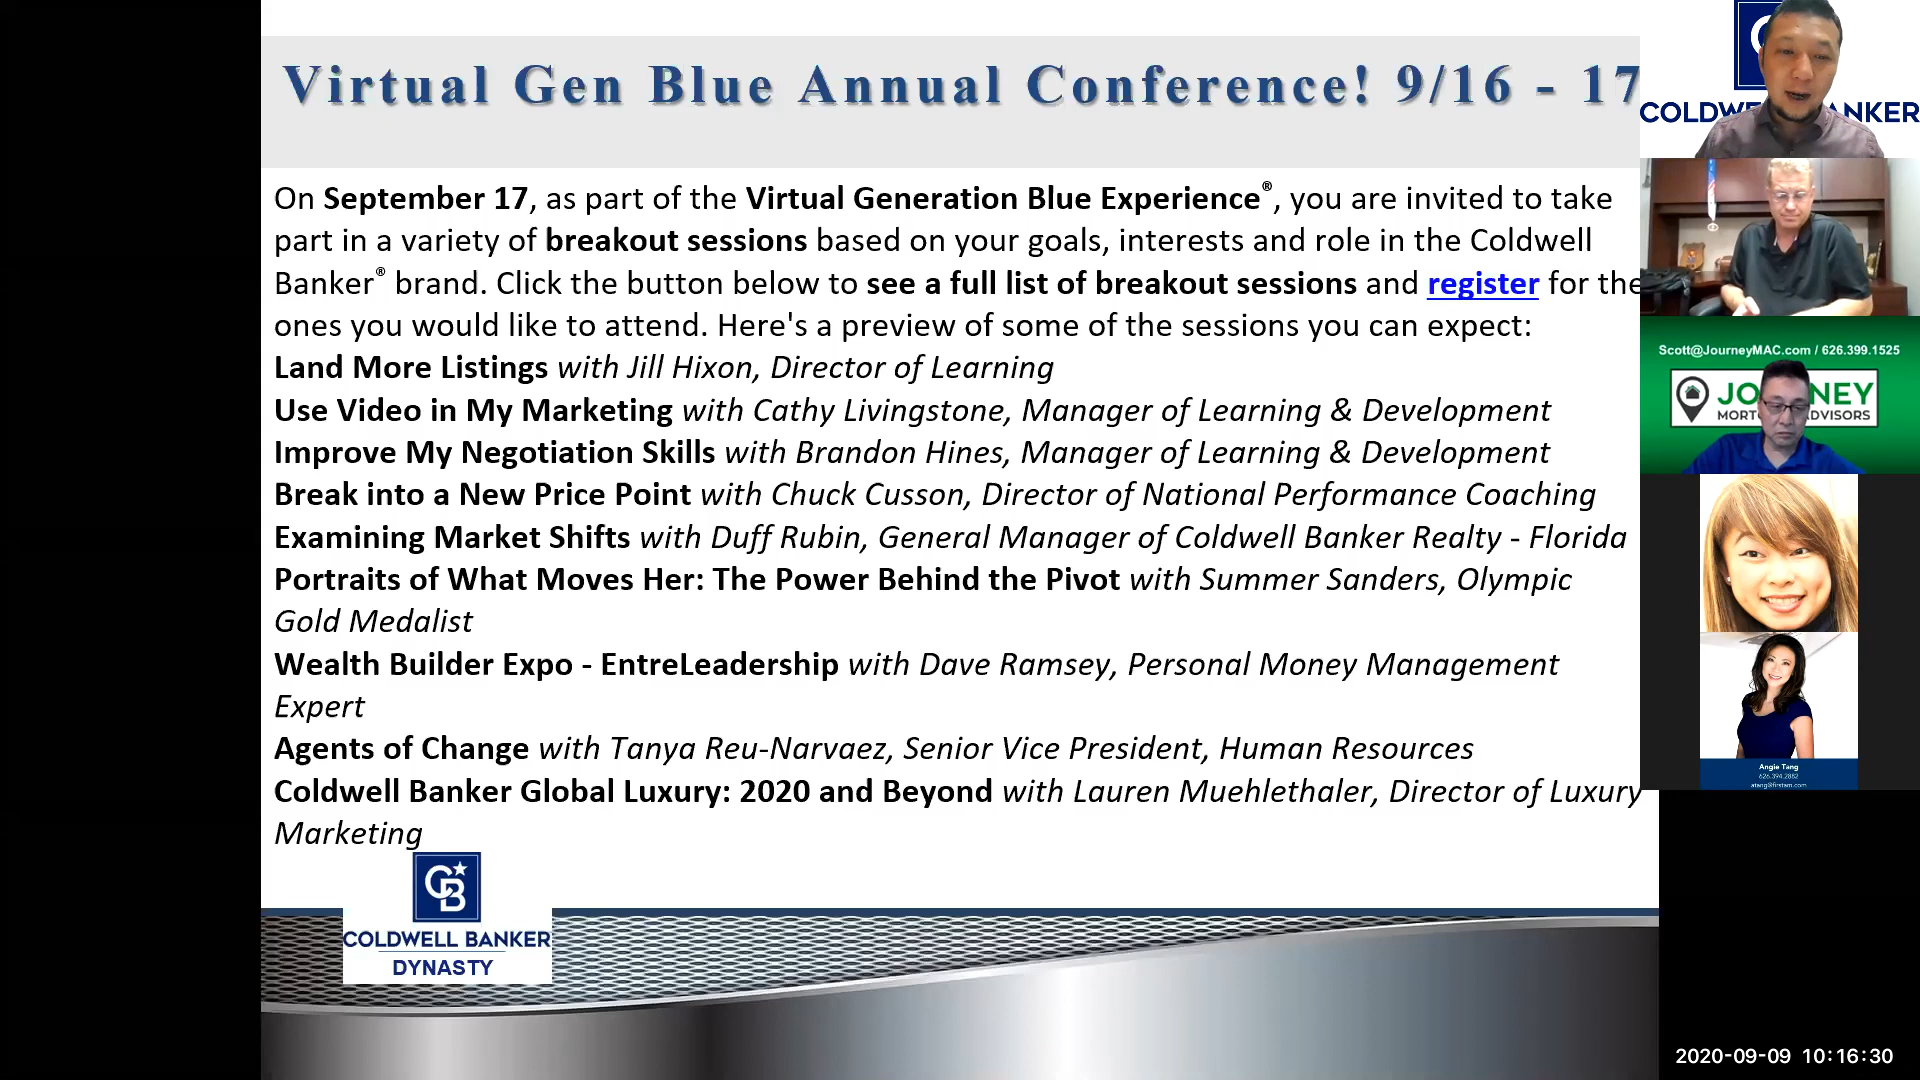 Virtual Gen Blue Annual Conference! 9/16 - 17
On September 17, as part of the Virtual Generation Blue Experience®, you are invited to take
part in a variety of breakout sessions based on your goals, interests and role in the Coldwell
Banker® brand. Click the button below to see a full list of breakout sessions and register for the
ones you would like to attend. Here's a preview of some of the sessions you can expect:
Land More Listings with Jill Hixon, Director of Learning
Use Video in My Marketing with Cathy Livingstone, Manager of Learning & Development
Improve My Negotiation Skills with Brandon Hines, Manager of Learning & Development
Break into a New Price Point with Chuck Cusson, Director of National Performance Coaching
Examining Market Shifts with Duff Rubin, General Manager of Coldwell Banker Realty - Florida
Portraits of What Moves Her: The Power Behind the Pivot with Summer Sanders, Olympic
Gold Medalist
Wealth Builder Expo - EntreLeadership with Dave Ramsey, Personal Money Management
Expert
Agents of Change with Tanya Reu-Narvaez, Senior Vice President, Human Resources
Coldwell Banker Global Luxury: 2020 and Beyond with Lauren Muehlethaler, Director of Luxury
Marketing
CB
COLDWELL BANKER
DYNASTY
Scott@JourneyMAC.com / 626.399.1525
Angie Tang
626.394.2882
atang@firstam.com
2020-09-09 10:16:30